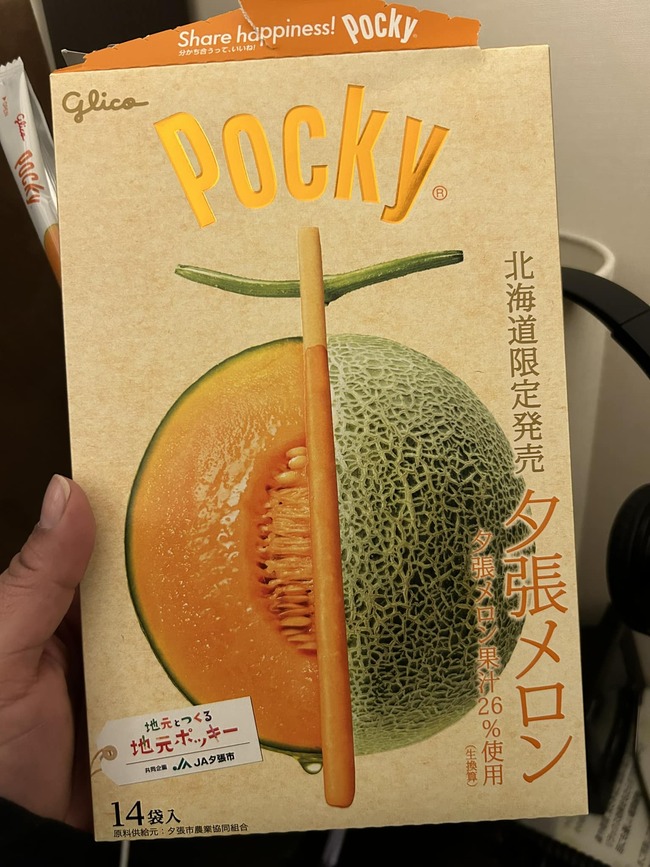 Share happiness! Pocky
分かち合うって、いいね!
Glico
Pocky®
北海道限定発売
夕張メロン
夕張メロン果汁26%使用
(生換算)
地元とつくる
地元ポッキー
共同企画 JA夕張市
14袋入
原料供給元:夕張市農業協同組合
Glico
Pocky